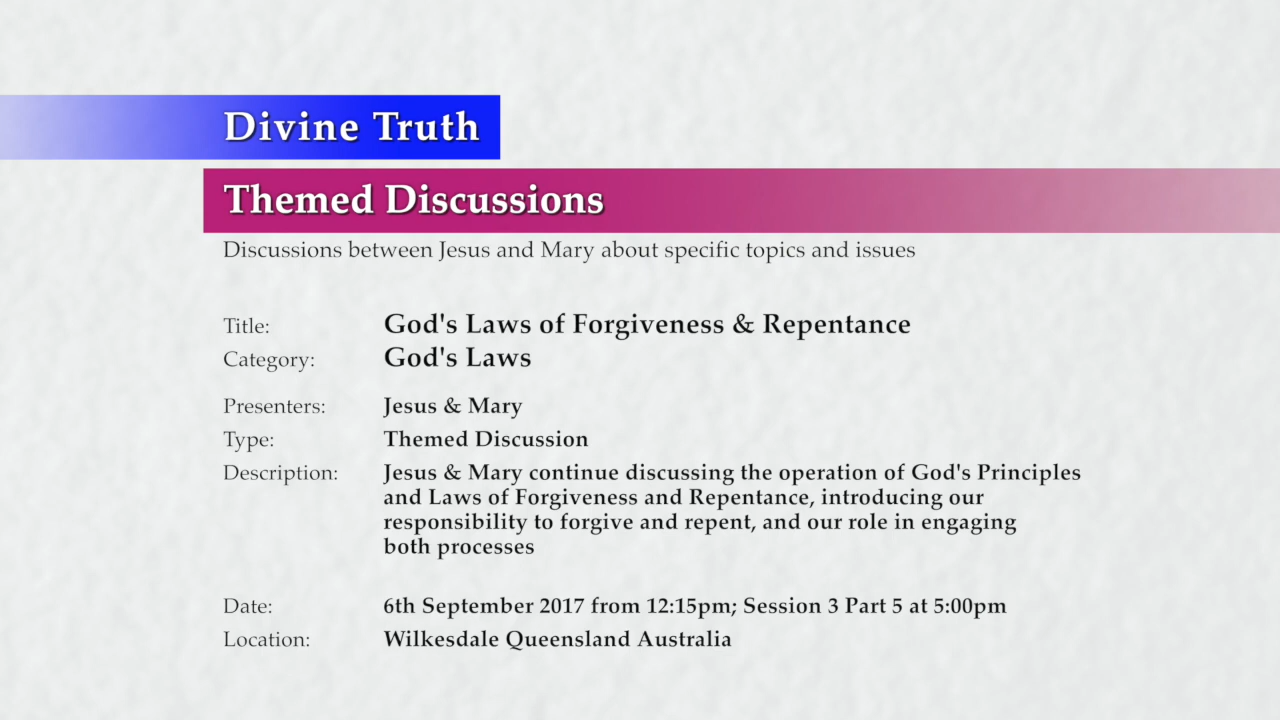 Divine Truth
Themed Discussions
Discussions between Jesus and Mary about specific topics and issues
Title: God's Laws of Forgiveness & Repentance
Category: God's Laws
Presenters: Jesus & Mary
Type: Themed Discussion
Description: Jesus & Mary continue discussing the operation of God's Principles
and Laws of Forgiveness and Repentance, introducing our
responsibility to forgive and repent, and our role in engaging
both processes
Date: 6th September 2017 from 12:15pm; Session 3 Part 5 at 5:00pm
Location: Wilkesdale Queensland Australia